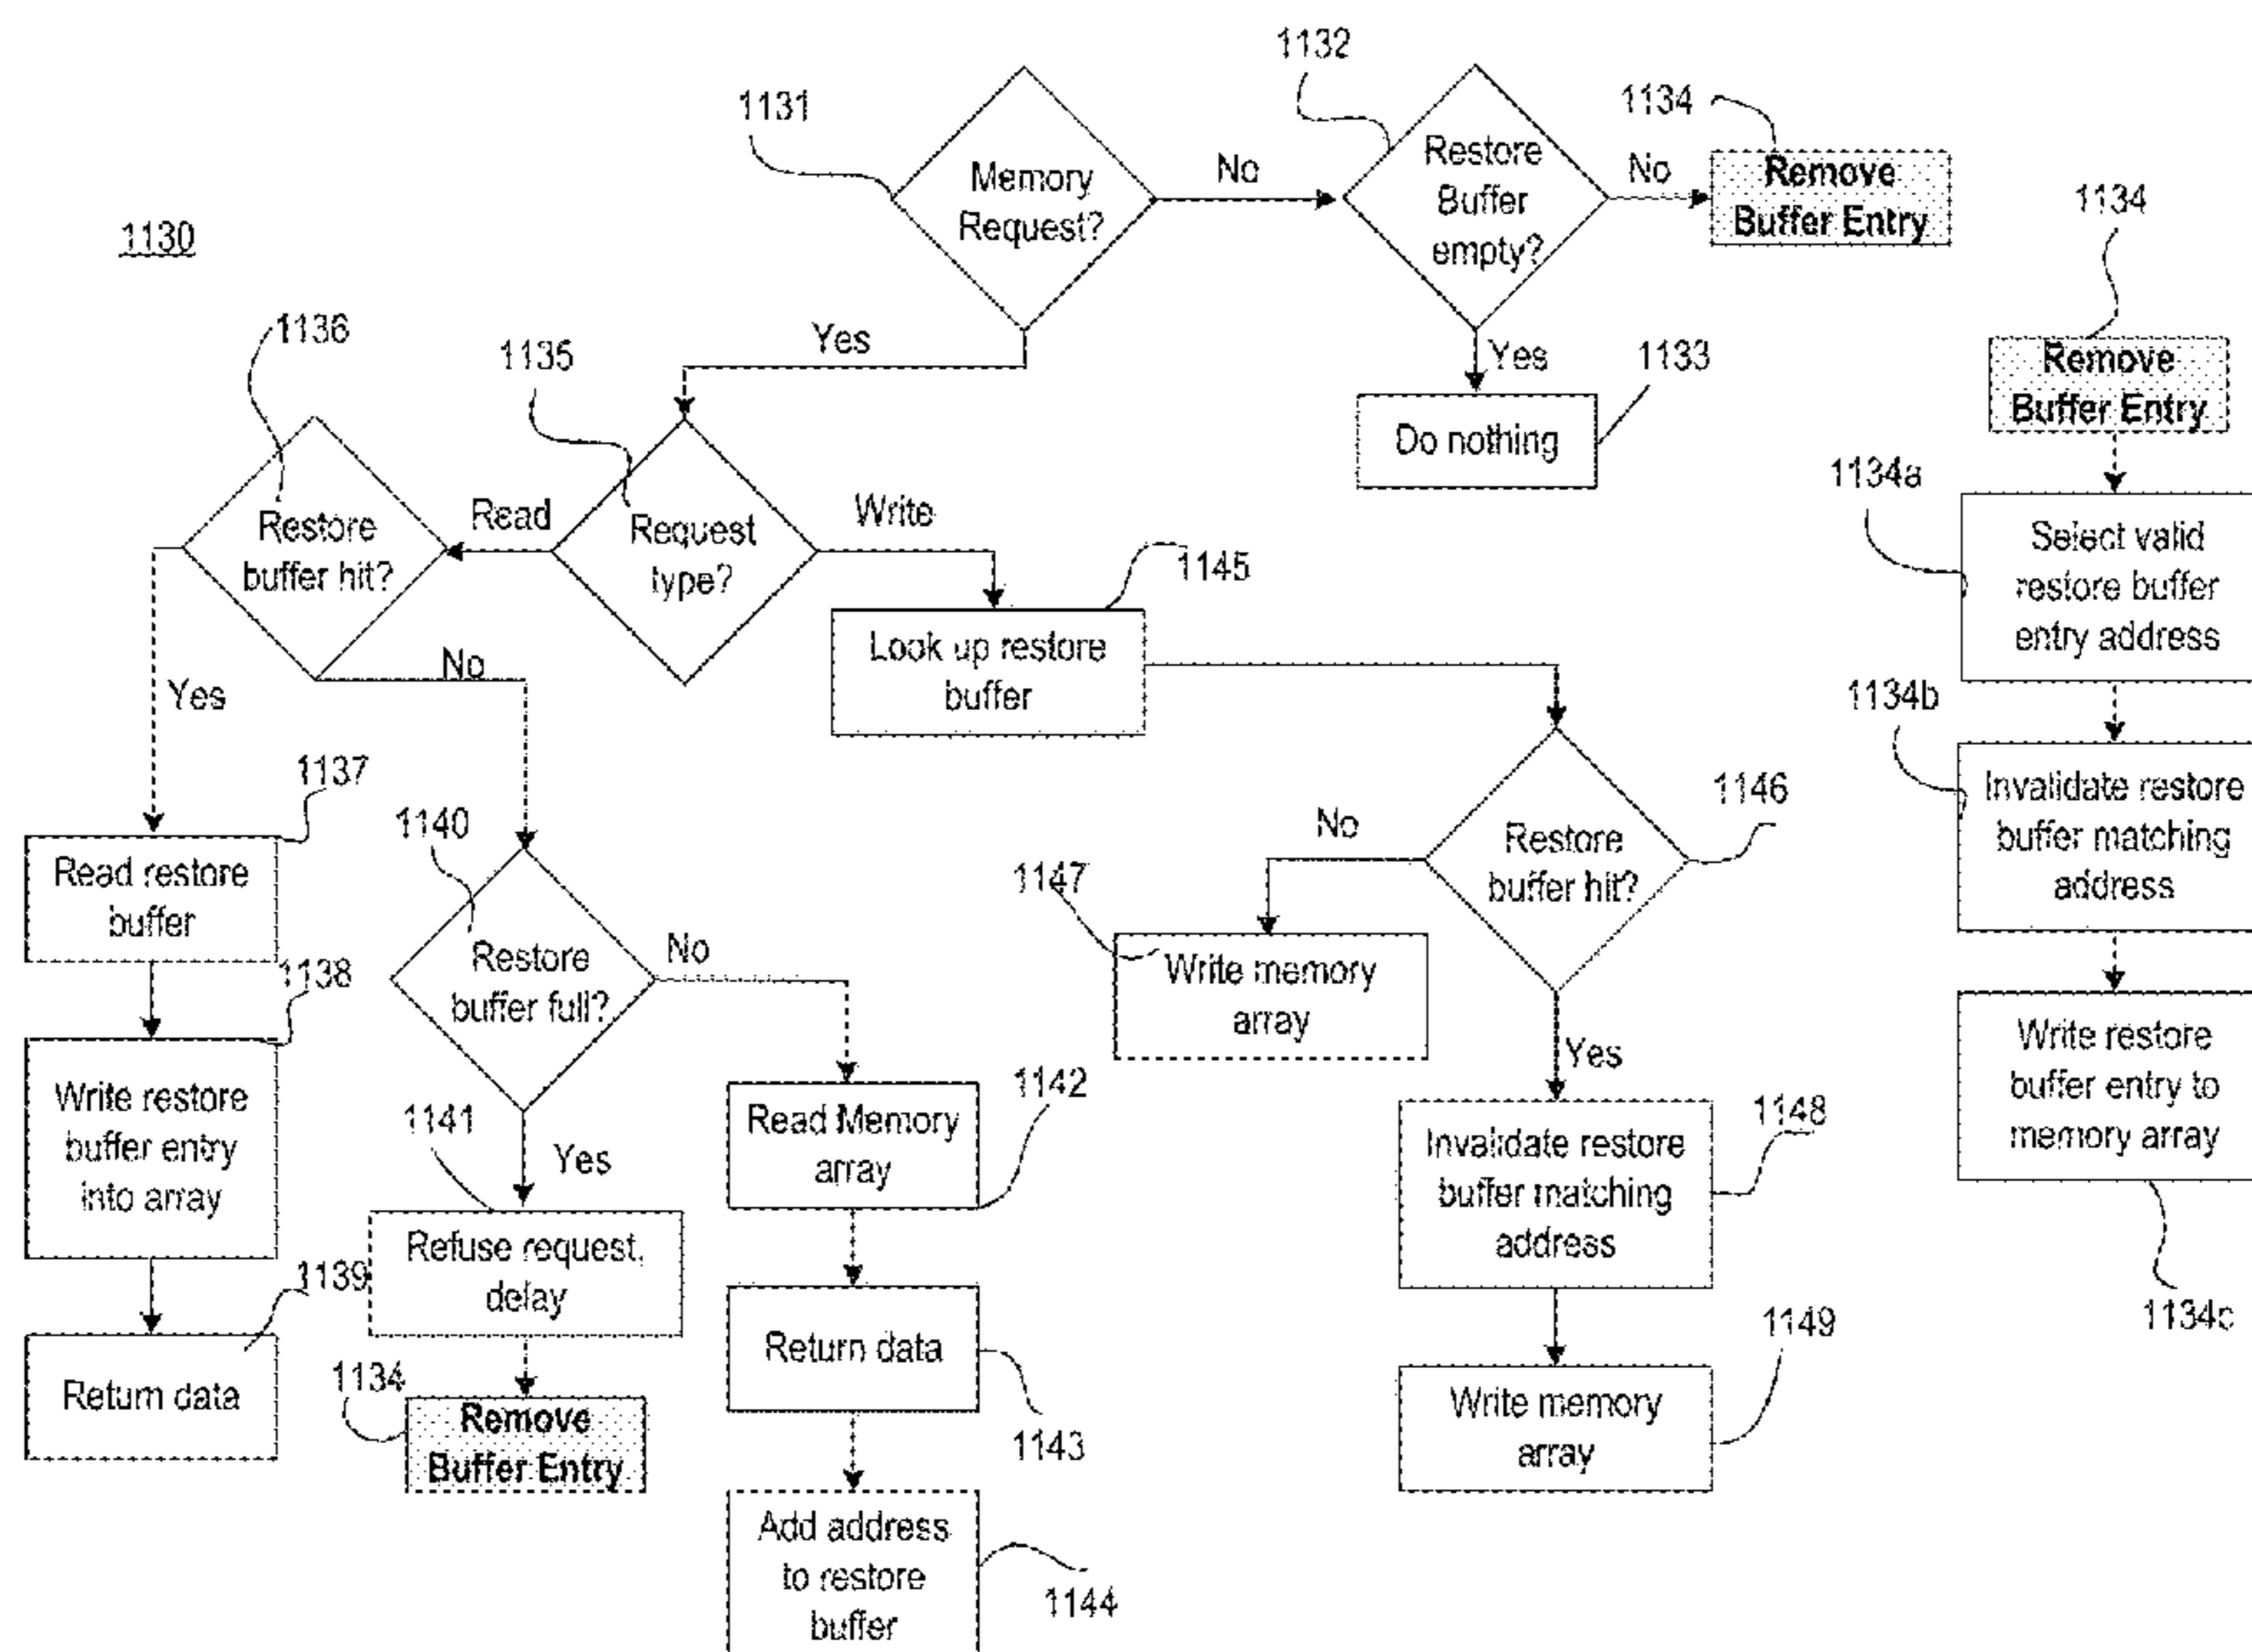 1130
1131
Memory
Request?
No
Yes
1132
Restore
Buffer
empty?
No
Yes
1134
Remove
Buffer Entry
1133
Do nothing
1135
Request
type?
Read
Write
1136
Restore
buffer hit?
Yes
No
1137
Read restore
buffer
1138
Write restore
buffer entry
into array
1139
Return data
1140
Restore
buffer full?
No
Yes
1141
Refuse request,
delay
1134
Remove
Buffer Entry
1142
Read Memory
array
1143
Return data
1144
Add address
to restore
buffer
1145
Look up restore
buffer
1146
Restore
buffer hit?
No
Yes
1147
Write memory
array
1148
Invalidate restore
buffer matching
address
1149
Write memory
array
1134
Remove
Buffer Entry
1134a
Select valid
restore buffer
entry address
1134b
Invalidate restore
buffer matching
address
Write restore
buffer entry to
memory array
1134c